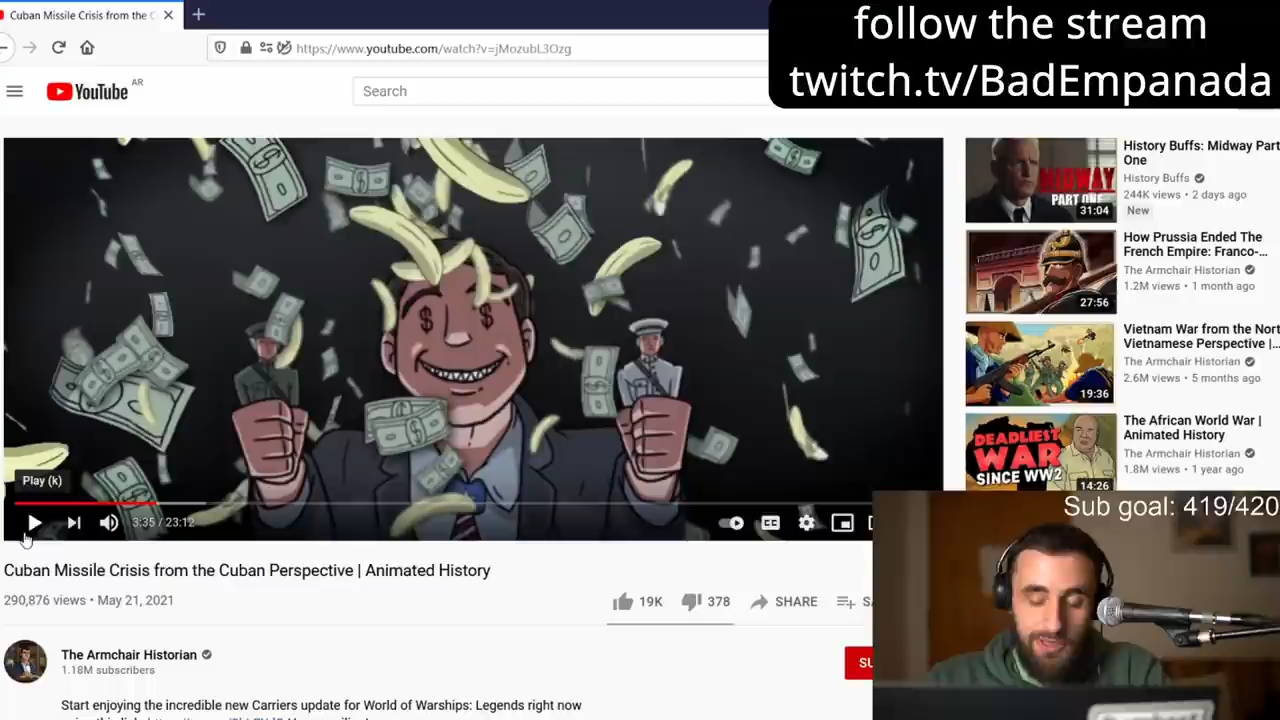 Cuban Missile Crisis from the C
follow the stream
twitch.tv/BadEmpanada
https://www.youtube.com/watch?v=jMozubL3Ozg
YouTube AR
Search
History Buffs: Midway Part
One
History Buffs
244K views • 2 days ago
New
MIDWAY
PART ONE
31:04
How Prussia Ended The
French Empire: Franco-...
The Armchair Historian
1.2M views • 1 month ago
27:56
Vietnam War from the Nort
Vietnamese Perspective |...
The Armchair Historian
2.6M views • 5 months ago
19:36
The African World War |
Animated History
The Armchair Historian
1.8M views • 1 year ago
DEADLIEST
WAR
SINCE WW2
14:26
Play (k)
3:35 / 23:12
CC
Sub goal: 419/420
Cuban Missile Crisis from the Cuban Perspective | Animated History
290,876 views • May 21, 2021
19K
378
SHARE
SA
The Armchair Historian
1.18M subscribers
SU
Start enjoying the incredible new Carriers update for World of Warships: Legends right now